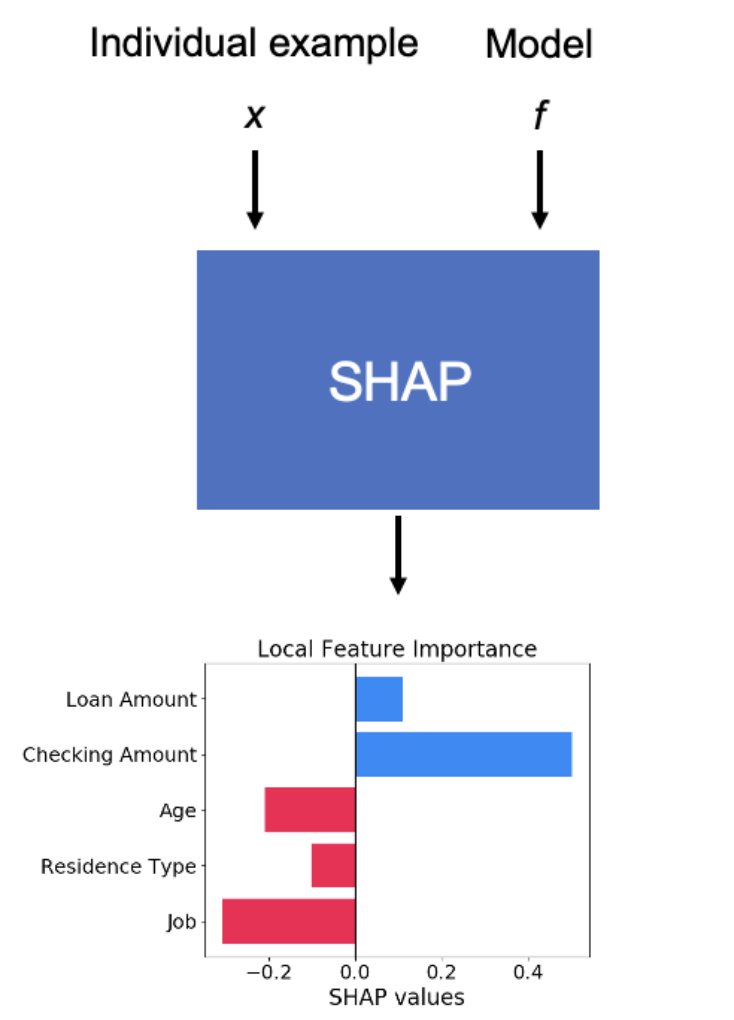 Individual example Model
x f
SHAP
Local Feature Importance
Loan Amount
Checking Amount
Age
Residence Type
Job
−0.2 0.0 0.2 0.4
SHAP values